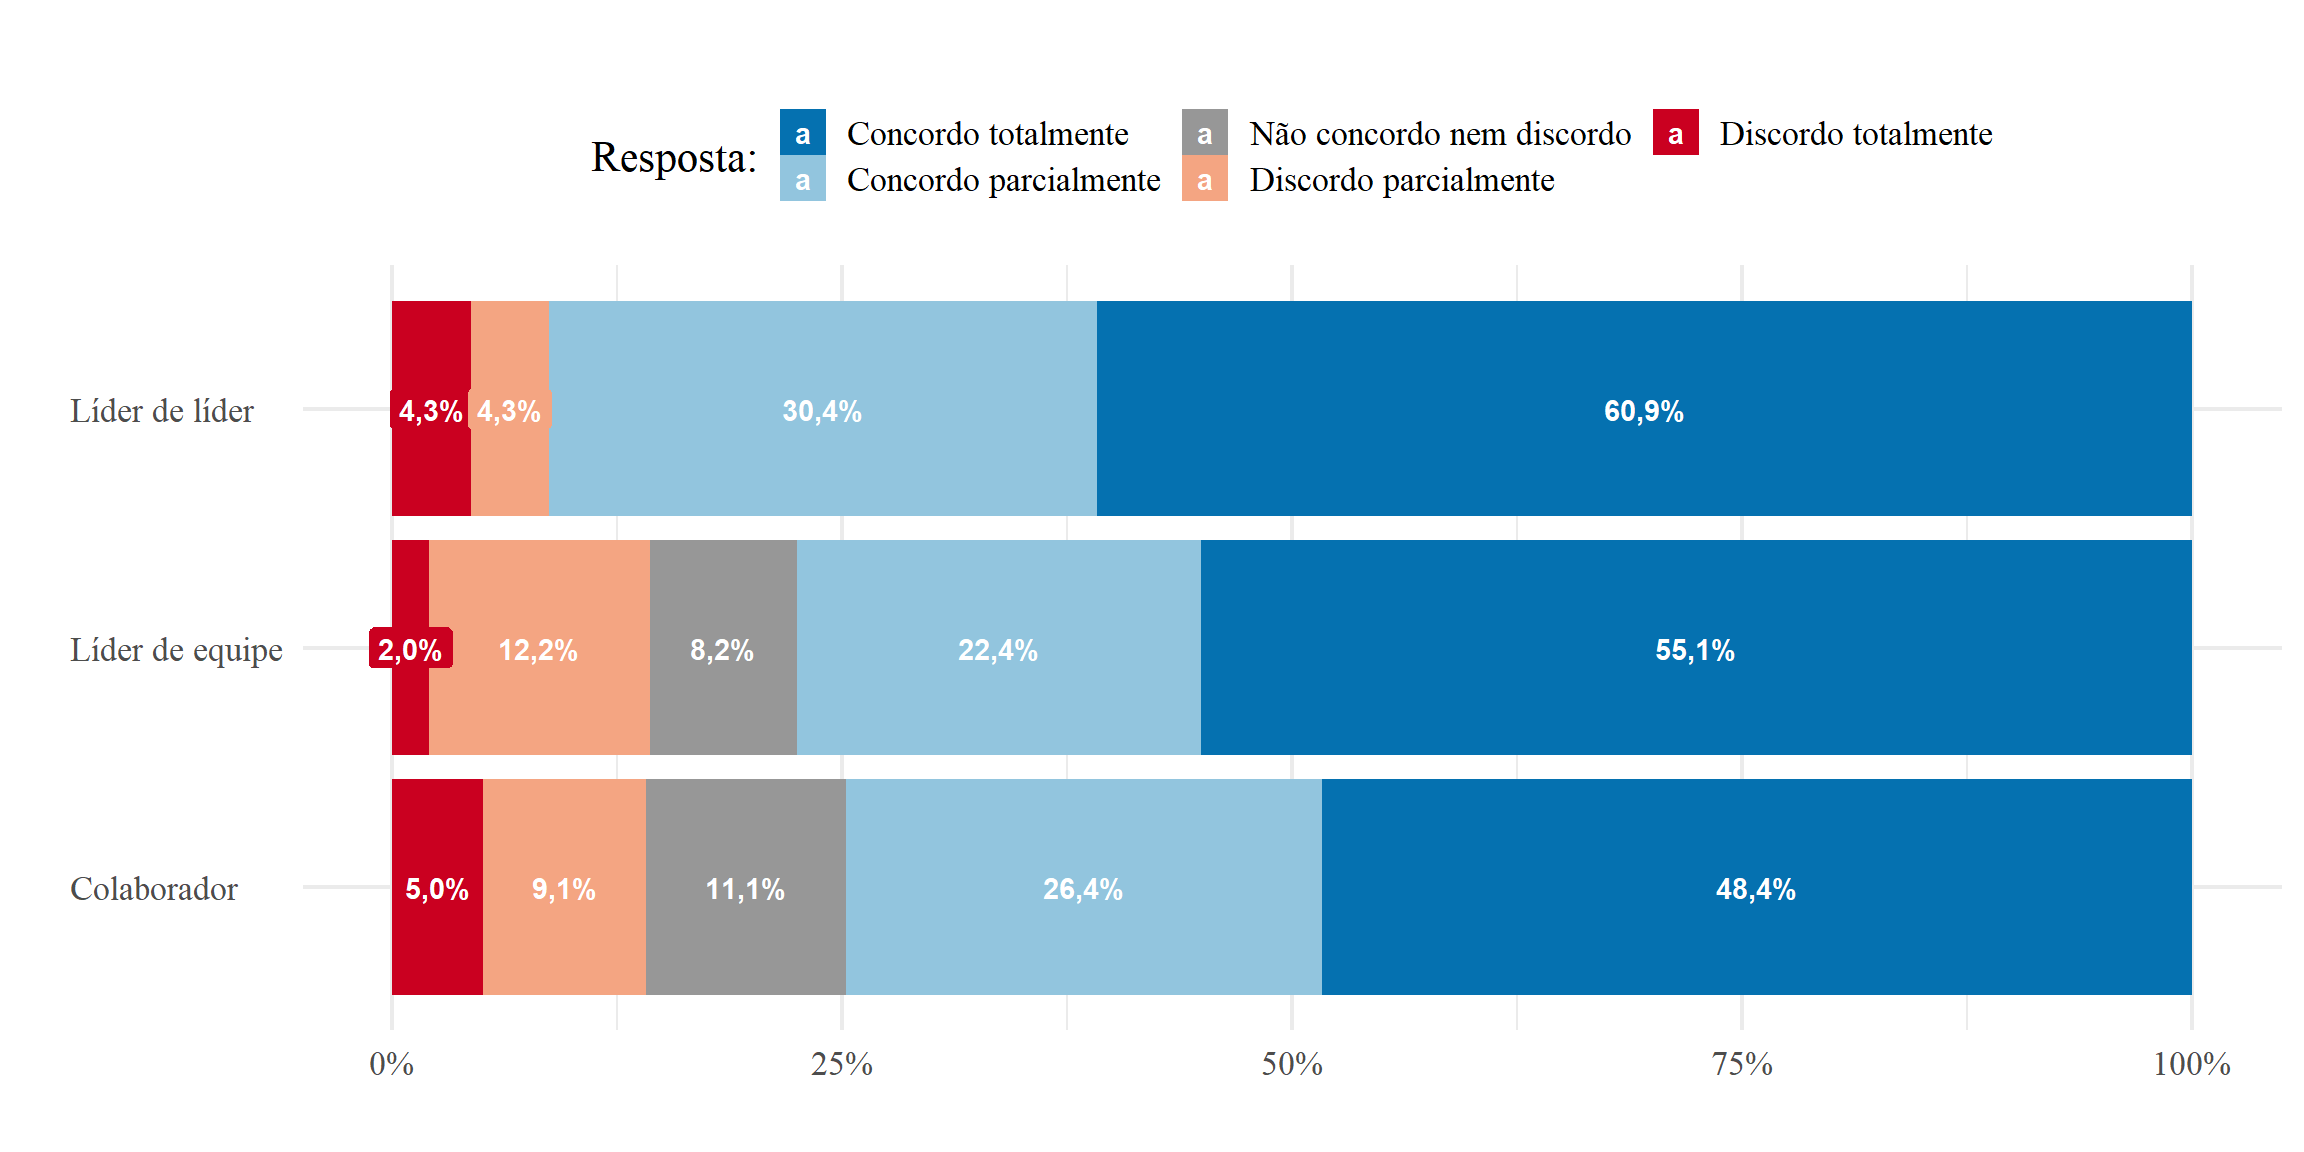 Resposta:
a Concordo totalmente
a Concordo parcialmente
a Não concordo nem discordo
a Discordo parcialmente
a Discordo totalmente
Líder de líder
4,3% 4,3% 30,4% 60,9%
Líder de equipe
2,0% 12,2% 8,2% 22,4% 55,1%
Colaborador
5,0% 9,1% 11,1% 26,4% 48,4%
0% 25% 50% 75% 100%